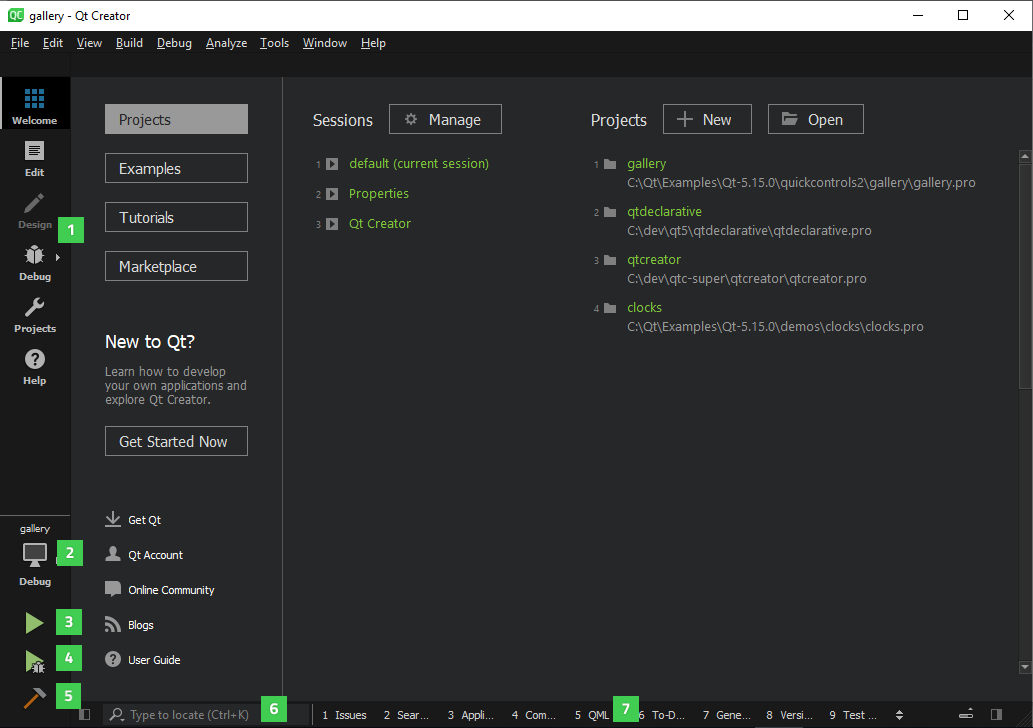 gallery - Qt Creator
File Edit View Build Debug Analyze Tools Window Help
Welcome
Edit
Design
1
Debug
Projects
Help
gallery
2
Debug
3
4
5
Projects
Examples
Tutorials
Marketplace
New to Qt?
Learn how to develop
your own applications and
explore Qt Creator.
Get Started Now
Get Qt
Qt Account
Online Community
Blogs
User Guide
Sessions Manage
1 default (current session)
2 Properties
3 Qt Creator
Projects New Open
1 gallery
C:\Qt\Examples\Qt-5.15.0\quickcontrols2\gallery\gallery.pro
2 qtdeclarative
C:\dev\qt5\qtdeclarative\qtdeclarative.pro
3 qtcreator
C:\dev\qtc-super\qtcreator\qtcreator.pro
4 clocks
C:\Qt\Examples\Qt-5.15.0\demos\clocks\clocks.pro
Type to locate (Ctrl+K) 6 1 Issues 2 Sear... 3 Appli... 4 Com... 5 QML 7 6 To-D... 7 Gene... 8 Versi... 9 Test ...